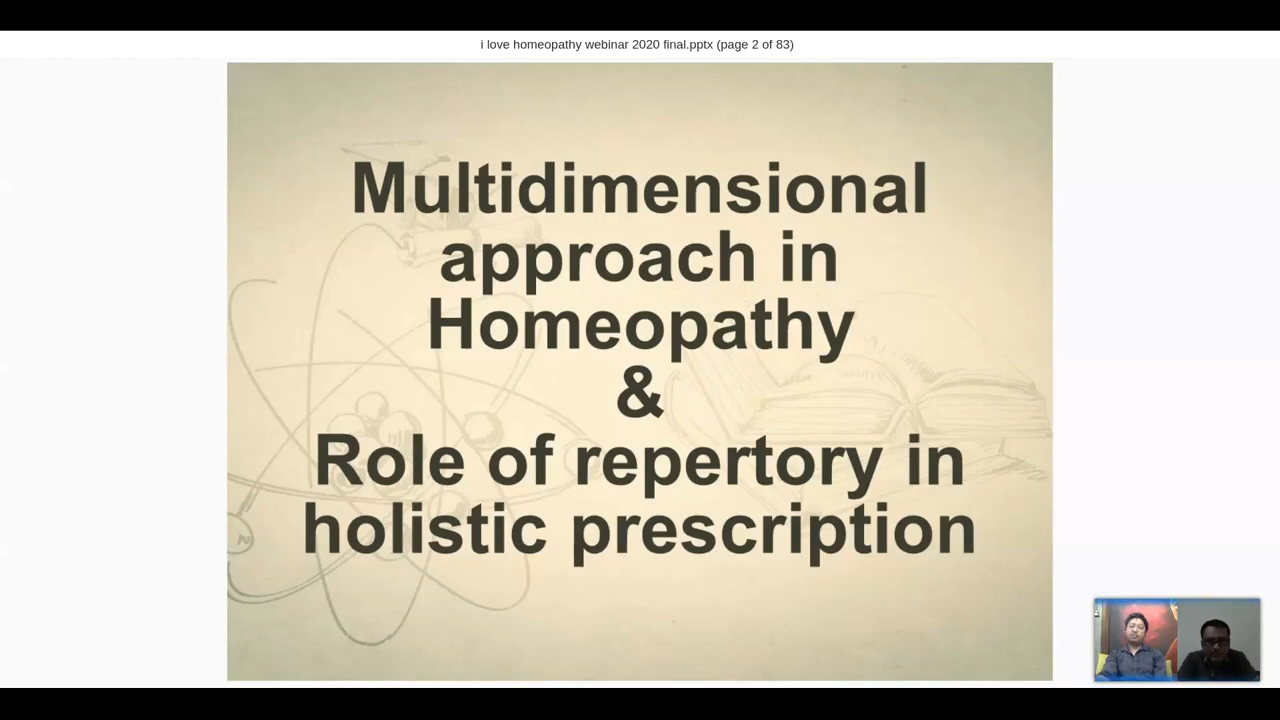 i love homeopathy webinar 2020 final.pptx (page 2 of 83)
Multidimensional
approach in
Homeopathy
&
Role of repertory in
holistic prescription